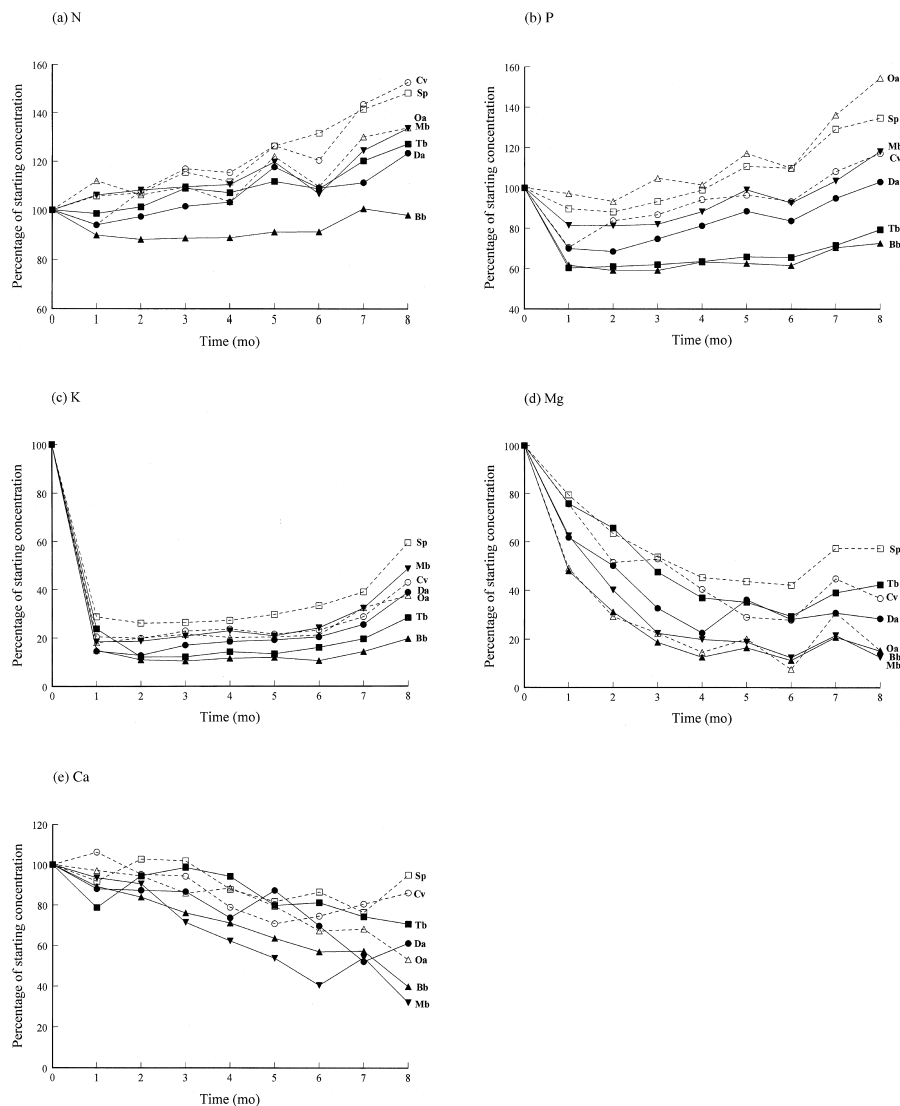 (a) N
(b) P
160
140
120
100
80
60
Percentage of starting concentration
0 1 2 3 4 5 6 7 8
Time (mo)
Cv
Sp
Oa
Mb
Tb
Da
Bb
160
140
120
100
80
60
40
Percentage of starting concentration
0 1 2 3 4 5 6 7 8
Time (mo)
Oa
Sp
Mb
Cv
Da
Tb
Bb
(c) K
(d) Mg
100
80
60
40
20
0
Percentage of starting concentration
0 1 2 3 4 5 6 7 8
Time (mo)
Sp
Mb
Cv
Da
Oa
Tb
Bb
100
80
60
40
20
0
Percentage of starting concentration
0 1 2 3 4 5 6 7 8
Time (mo)
Sp
Tb
Cv
Da
Oa
Bb
Mb
(e) Ca
120
100
80
60
40
20
0
Percentage of starting concentration
0 1 2 3 4 5 6 7 8
Time (mo)
Sp
Cv
Tb
Da
Oa
Bb
Mb